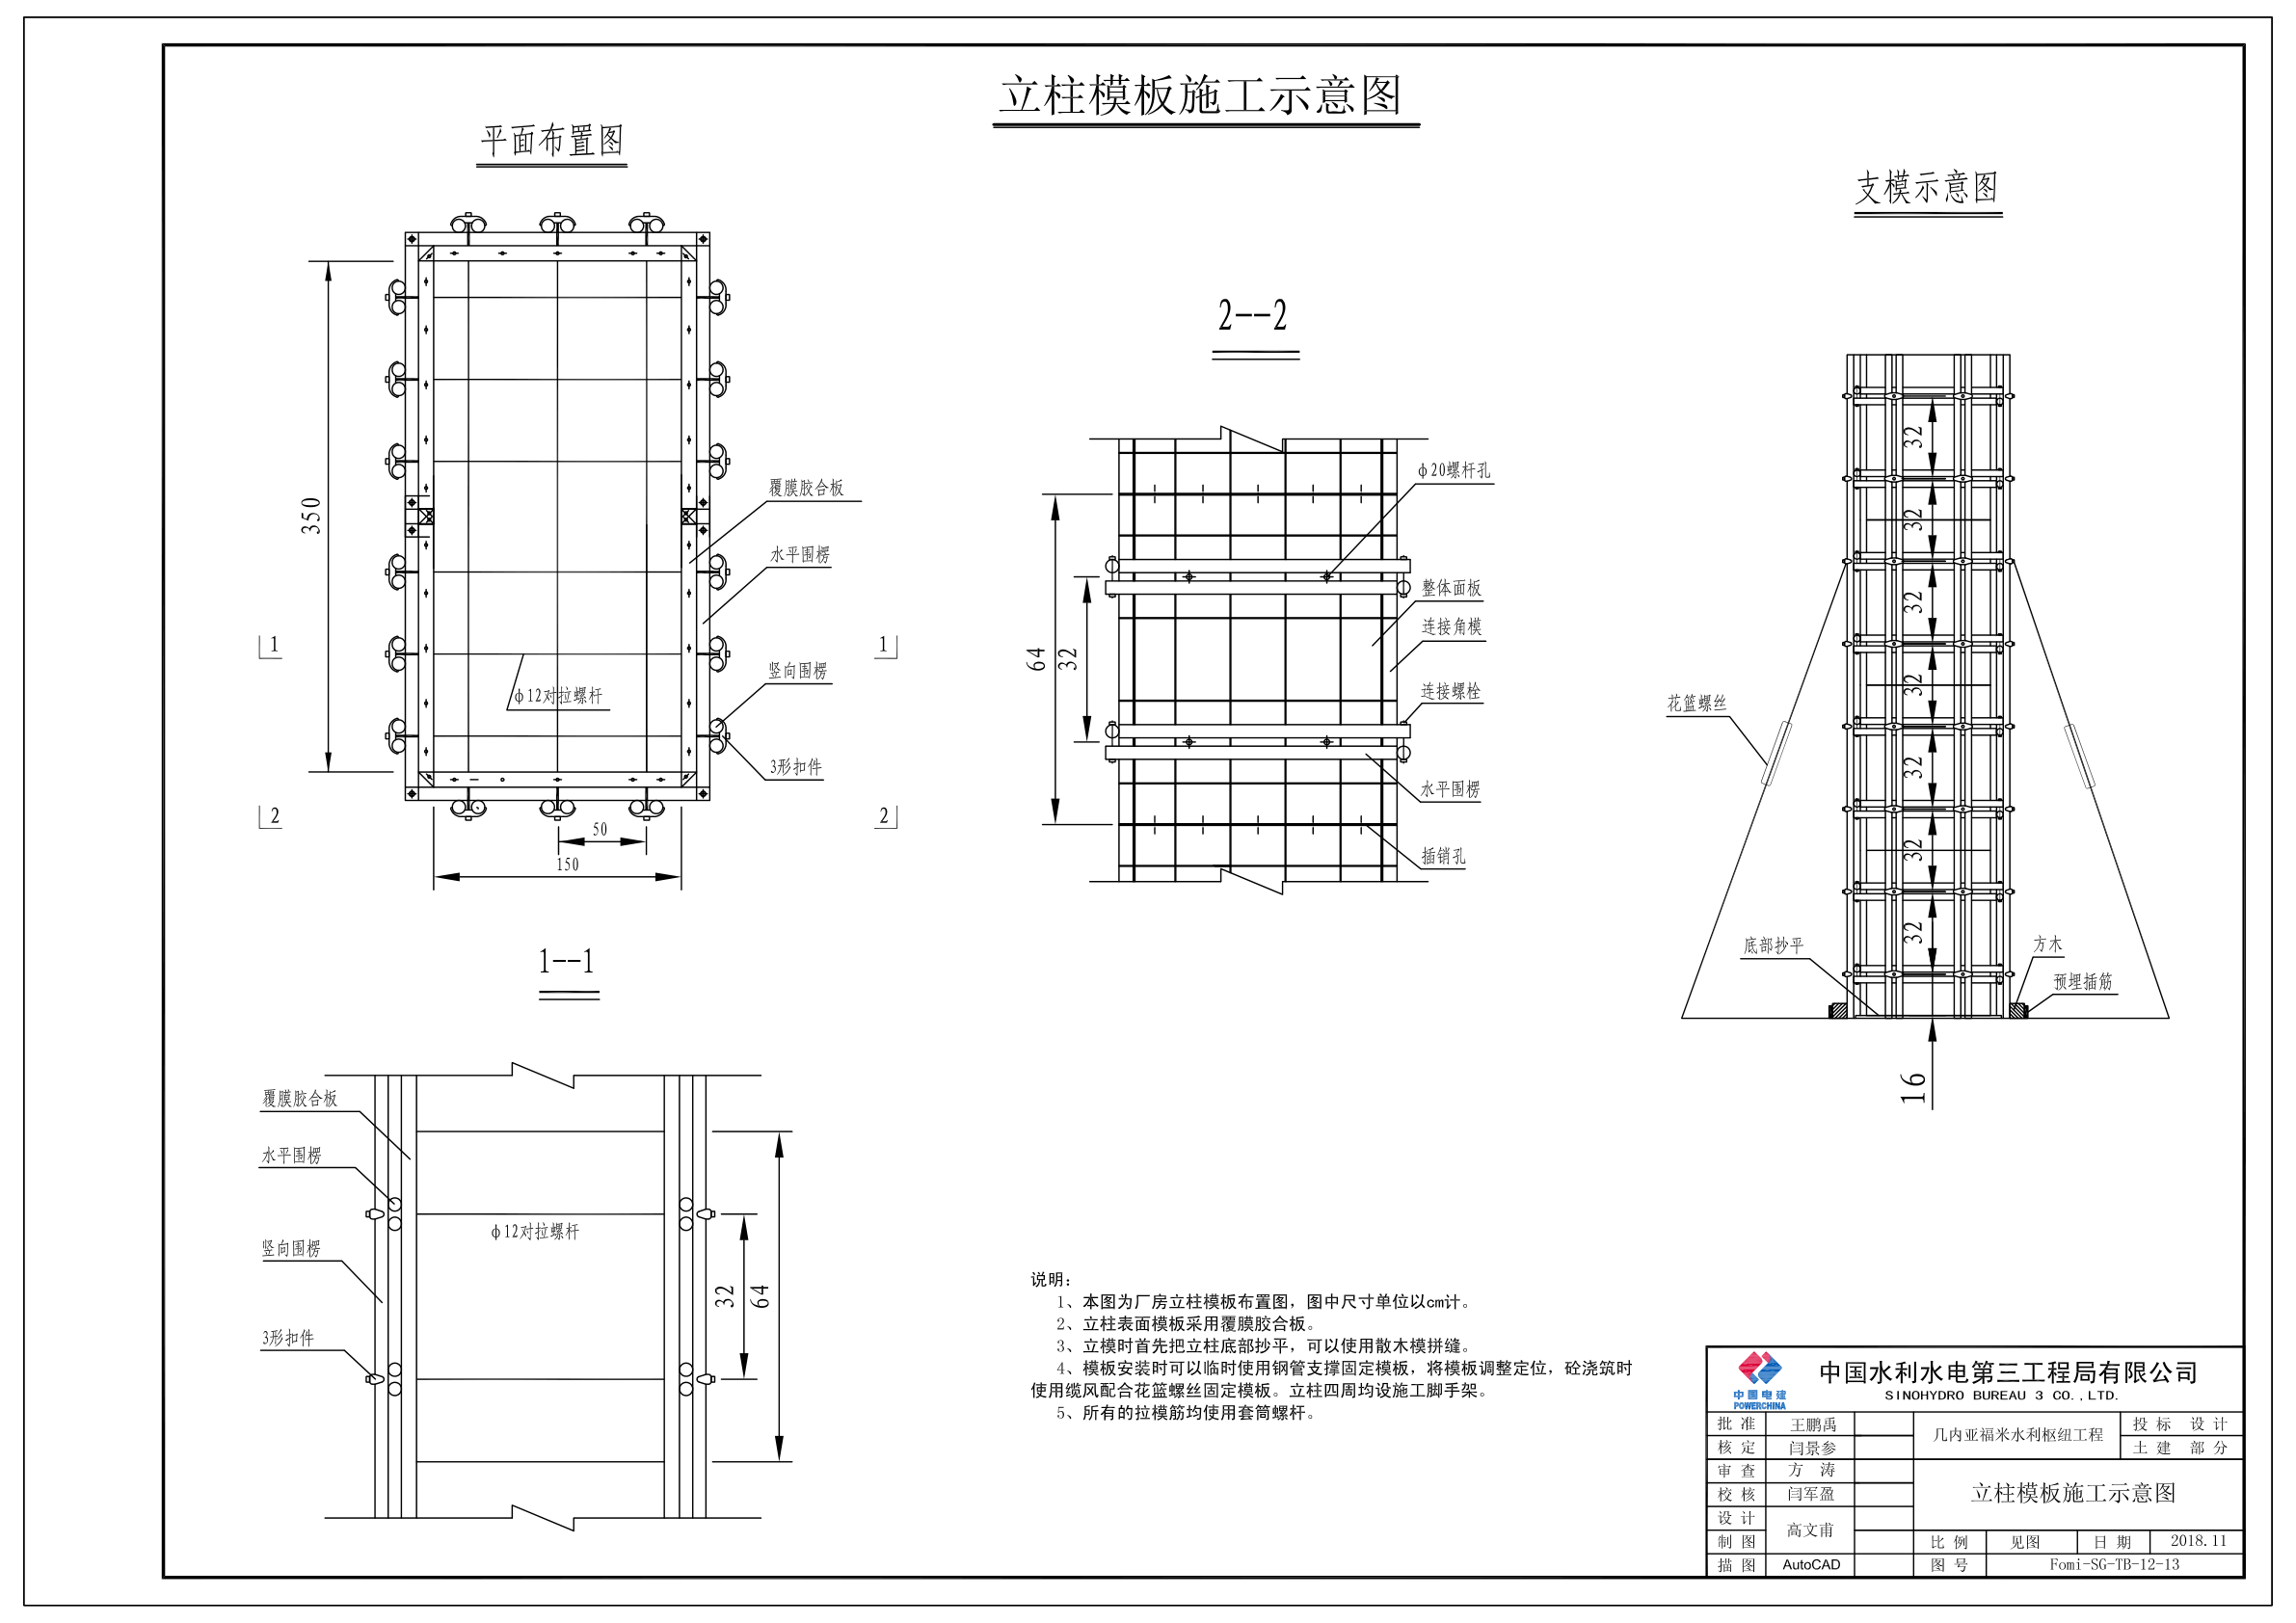 立柱模板施工示意图
平面布置图
350
覆膜胶合板
水平围楞
竖向围楞
3形扣件
φ12对拉螺杆
1
1
2
2
50
150
2--2
φ20螺杆孔
整体面板
连接角模
连接螺栓
水平围楞
插销孔
64
32
支模示意图
32
32
32
32
32
32
32
花篮螺丝
底部抄平
方木
预埋插筋
16
1--1
覆膜胶合板
水平围楞
竖向围楞
3形扣件
φ12对拉螺杆
32
64
说明:
1、本图为厂房立柱模板布置图，图中尺寸单位以cm计。
2、立柱表面模板采用覆膜胶合板。
3、立模时首先把立柱底部抄平，可以使用散木模拼缝。
4、模板安装时可以临时使用钢管支撑固定模板，将模板调整定位，砼浇筑时
使用缆风配合花篮螺丝固定模板。立柱四周均设施工脚手架。
5、所有的拉模筋均使用套筒螺杆。
中国电建
POWERCHINA
中国水利水电第三工程局有限公司
SINOHYDRO BUREAU 3 CO.,LTD.
批 准 王鹏禹
核 定 闫景参
审 查 方 涛
校 核 闫军盈
设 计 高文甫
制 图
描 图 AutoCAD
几内亚福米水利枢纽工程
投 标 设 计
土 建 部 分
立柱模板施工示意图
比 例 见图 日 期 2018.11
图 号 Fomi-SG-TB-12-13